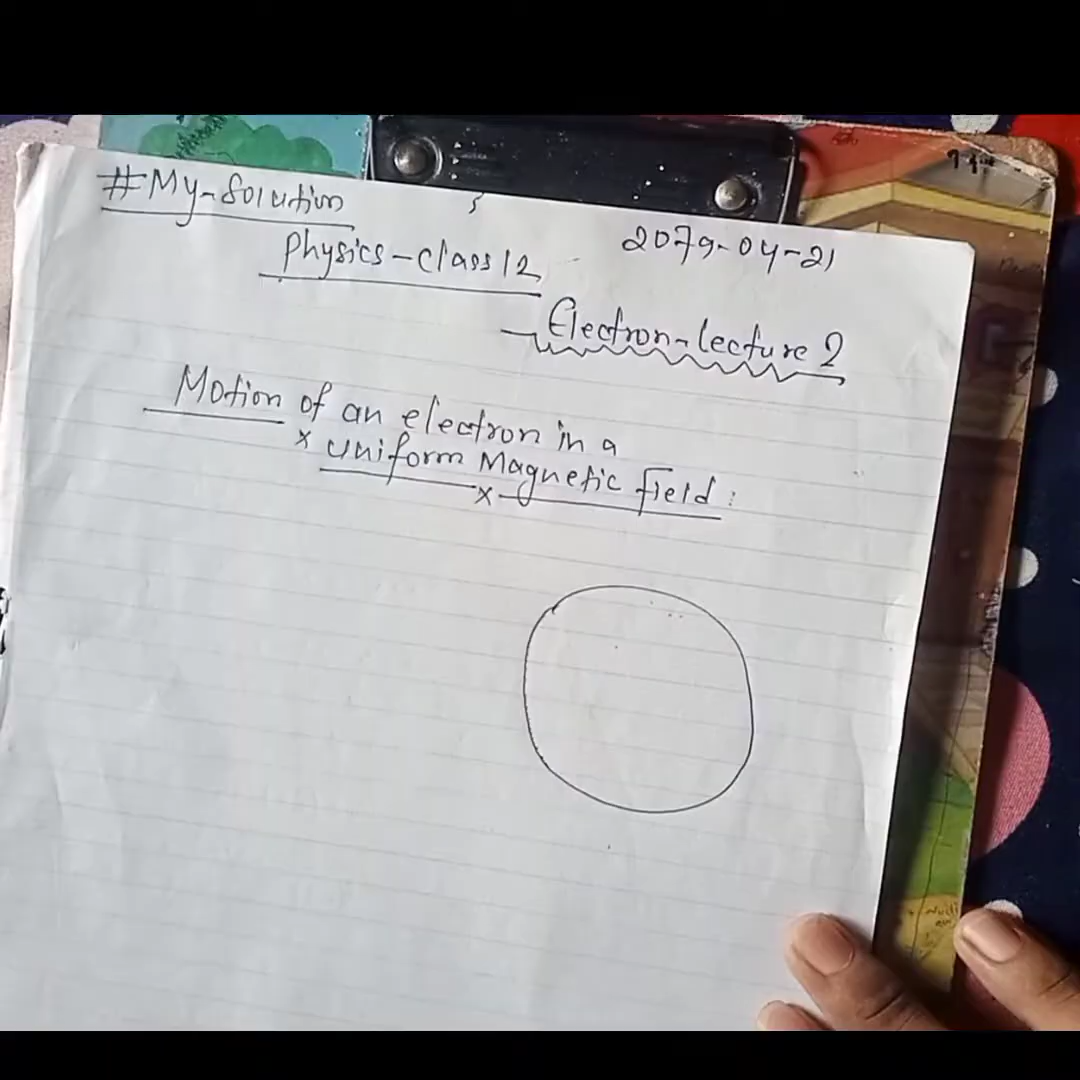 #My-Solution
Physics-class 12
2079-04-21
Electron-lecture 2
Motion of an electron in a
uniform Magnetic field: